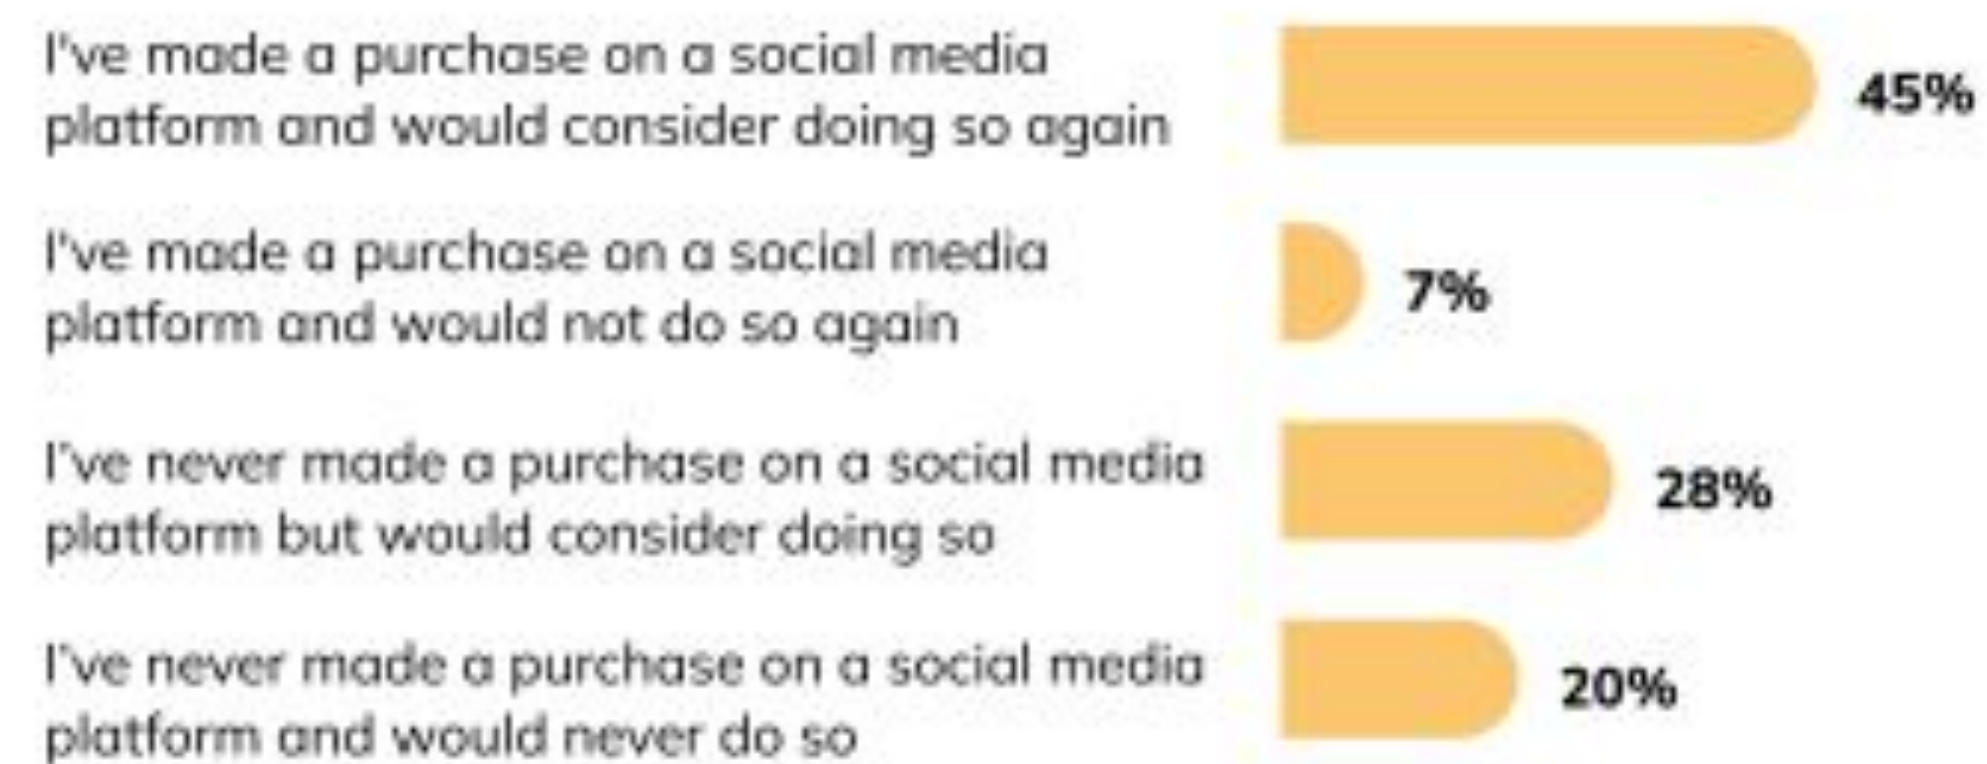 I've made a purchase on a social media
platform and would consider doing so again
45%
I've made a purchase on a social media
platform and would not do so again
7%
I've never made a purchase on a social media
platform but would consider doing so
28%
I've never made a purchase on a social media
platform and would never do so
20%